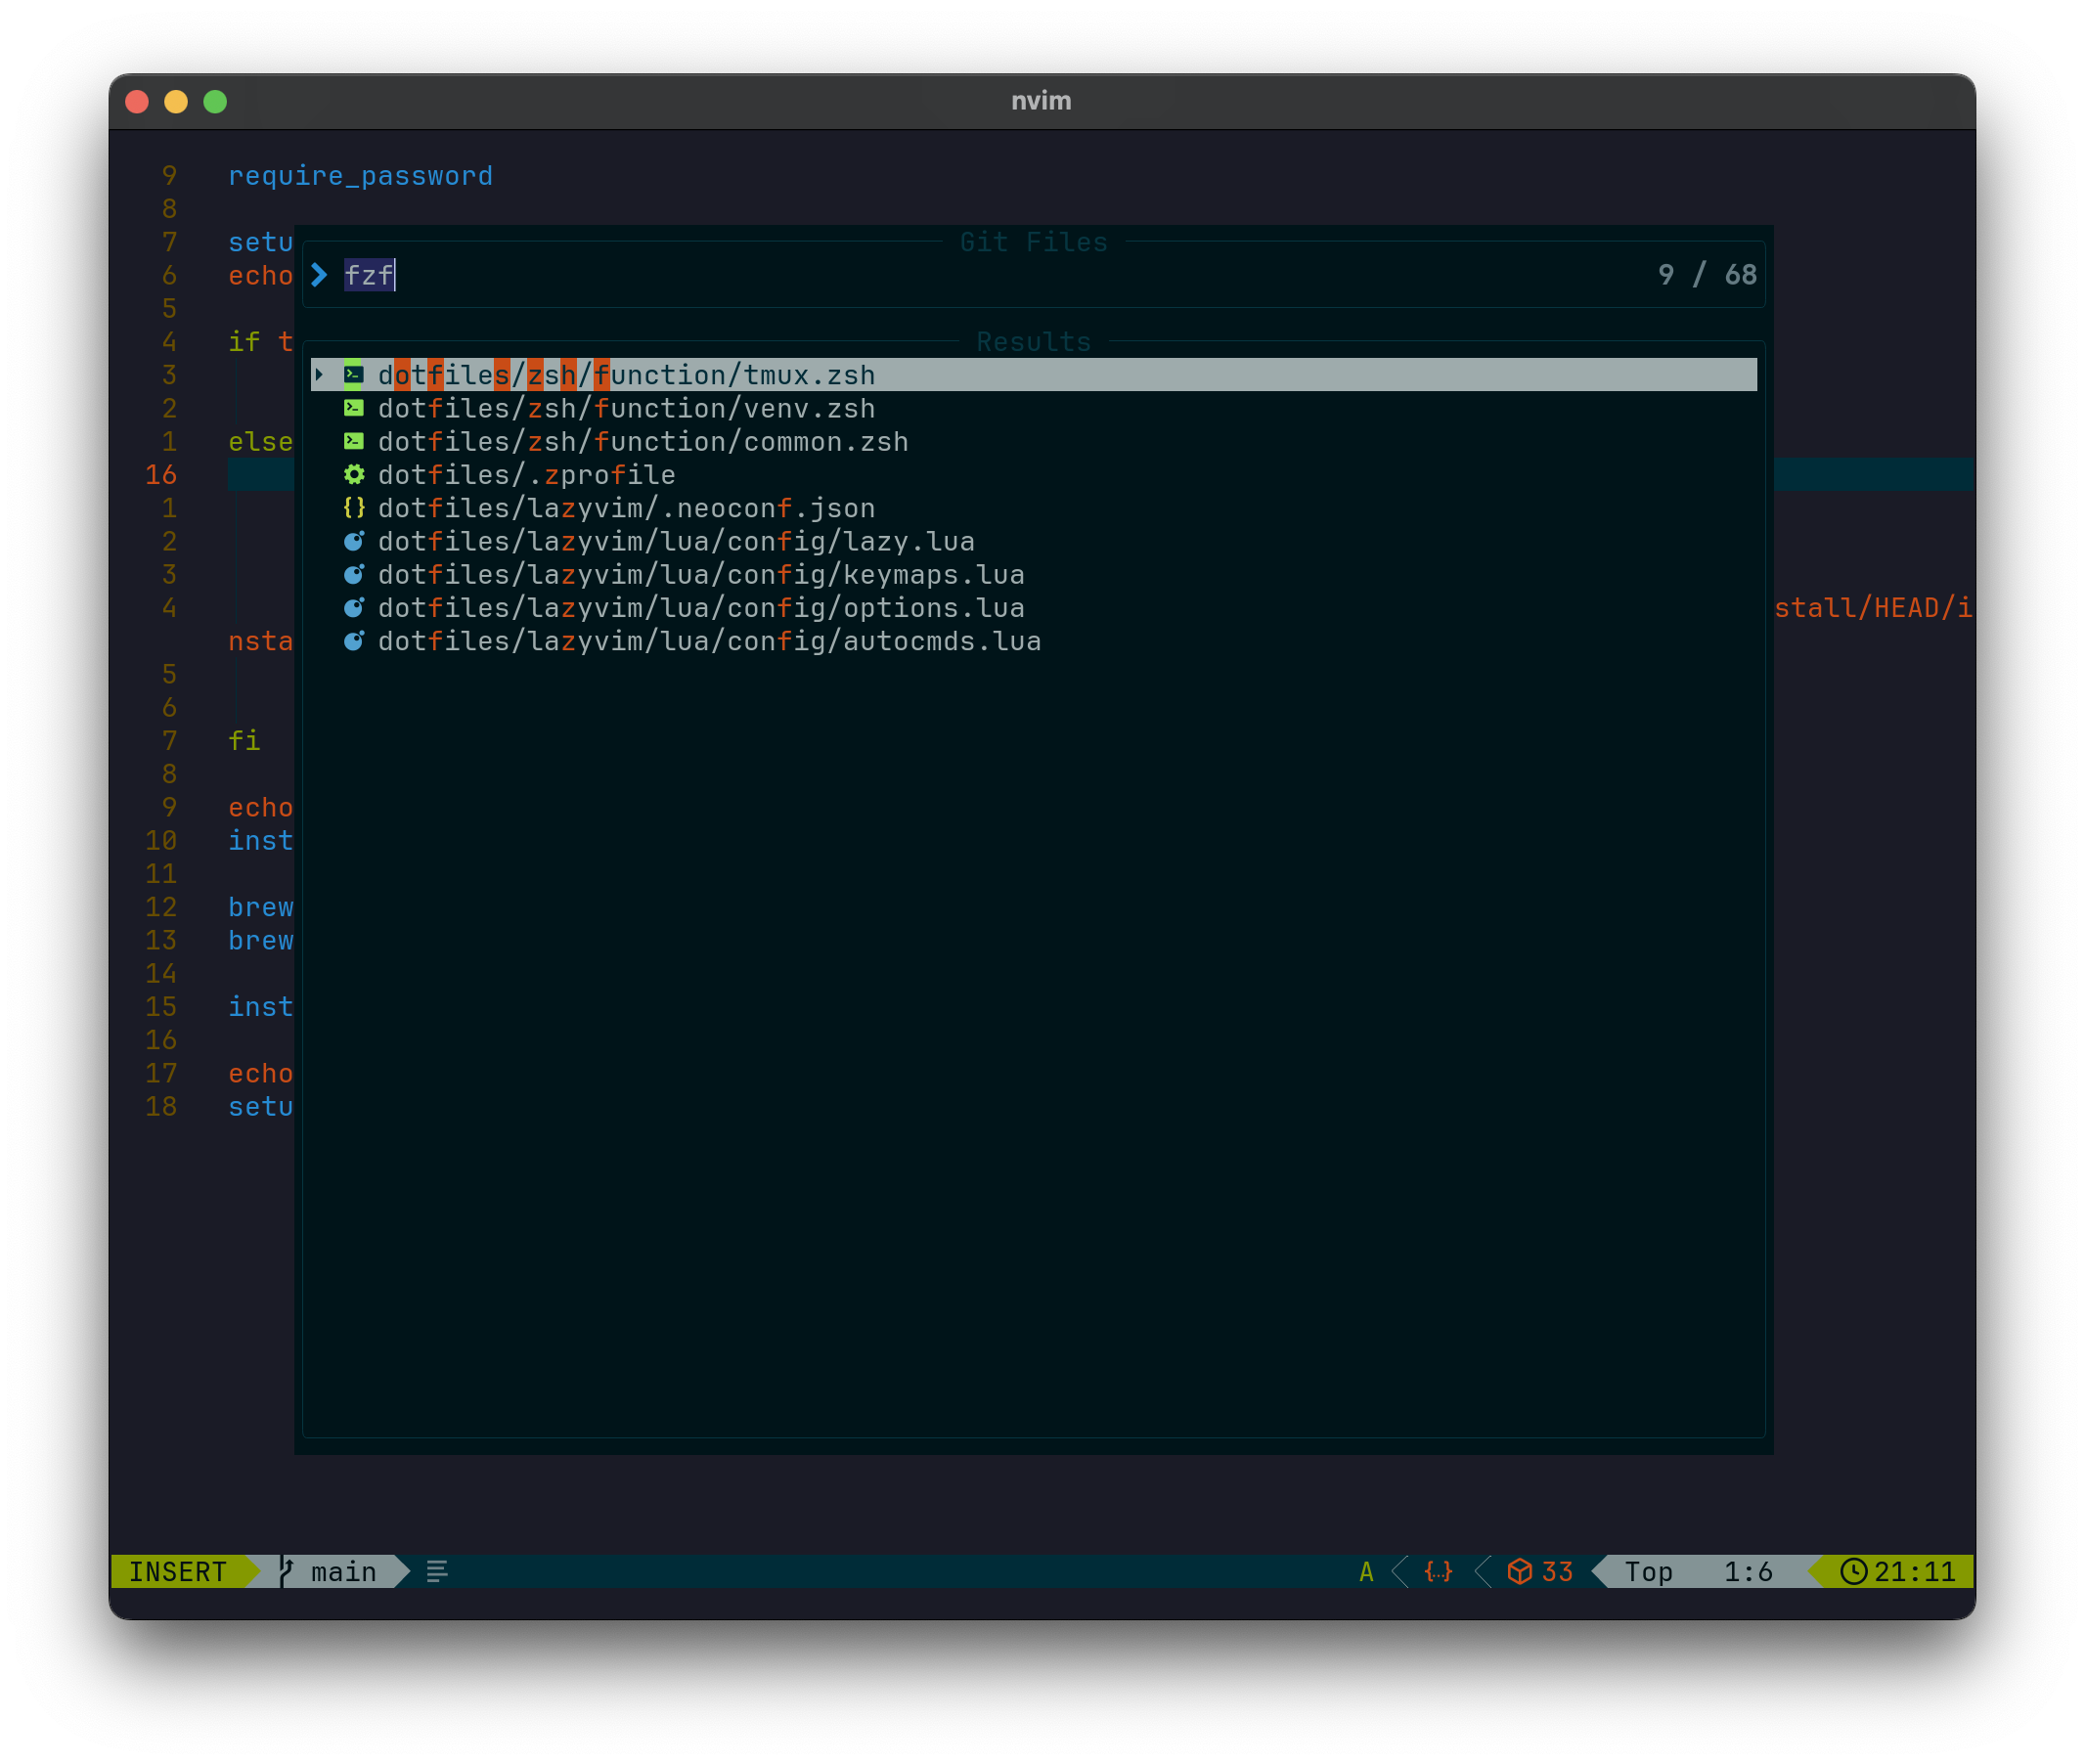 nvim
9 require_password
8
7 setu
6 echo
5
4 if t
3
2
1 else
16
1
2
3
4 stall/HEAD/i
nsta
5
6
7 fi
8
9 echo
10 inst
11
12 brew
13 brew
14
15 inst
16
17 echo
18 setu
Git Files
fzf 9 / 68
Results
dotfiles/zsh/function/tmux.zsh
dotfiles/zsh/function/venv.zsh
dotfiles/zsh/function/common.zsh
dotfiles/.zprofile
{} dotfiles/lazyvim/.neoconf.json
dotfiles/lazyvim/lua/config/lazy.lua
dotfiles/lazyvim/lua/config/keymaps.lua
dotfiles/lazyvim/lua/config/options.lua
dotfiles/lazyvim/lua/config/autocmds.lua
INSERT main A {...} 33 Top 1:6 21:11